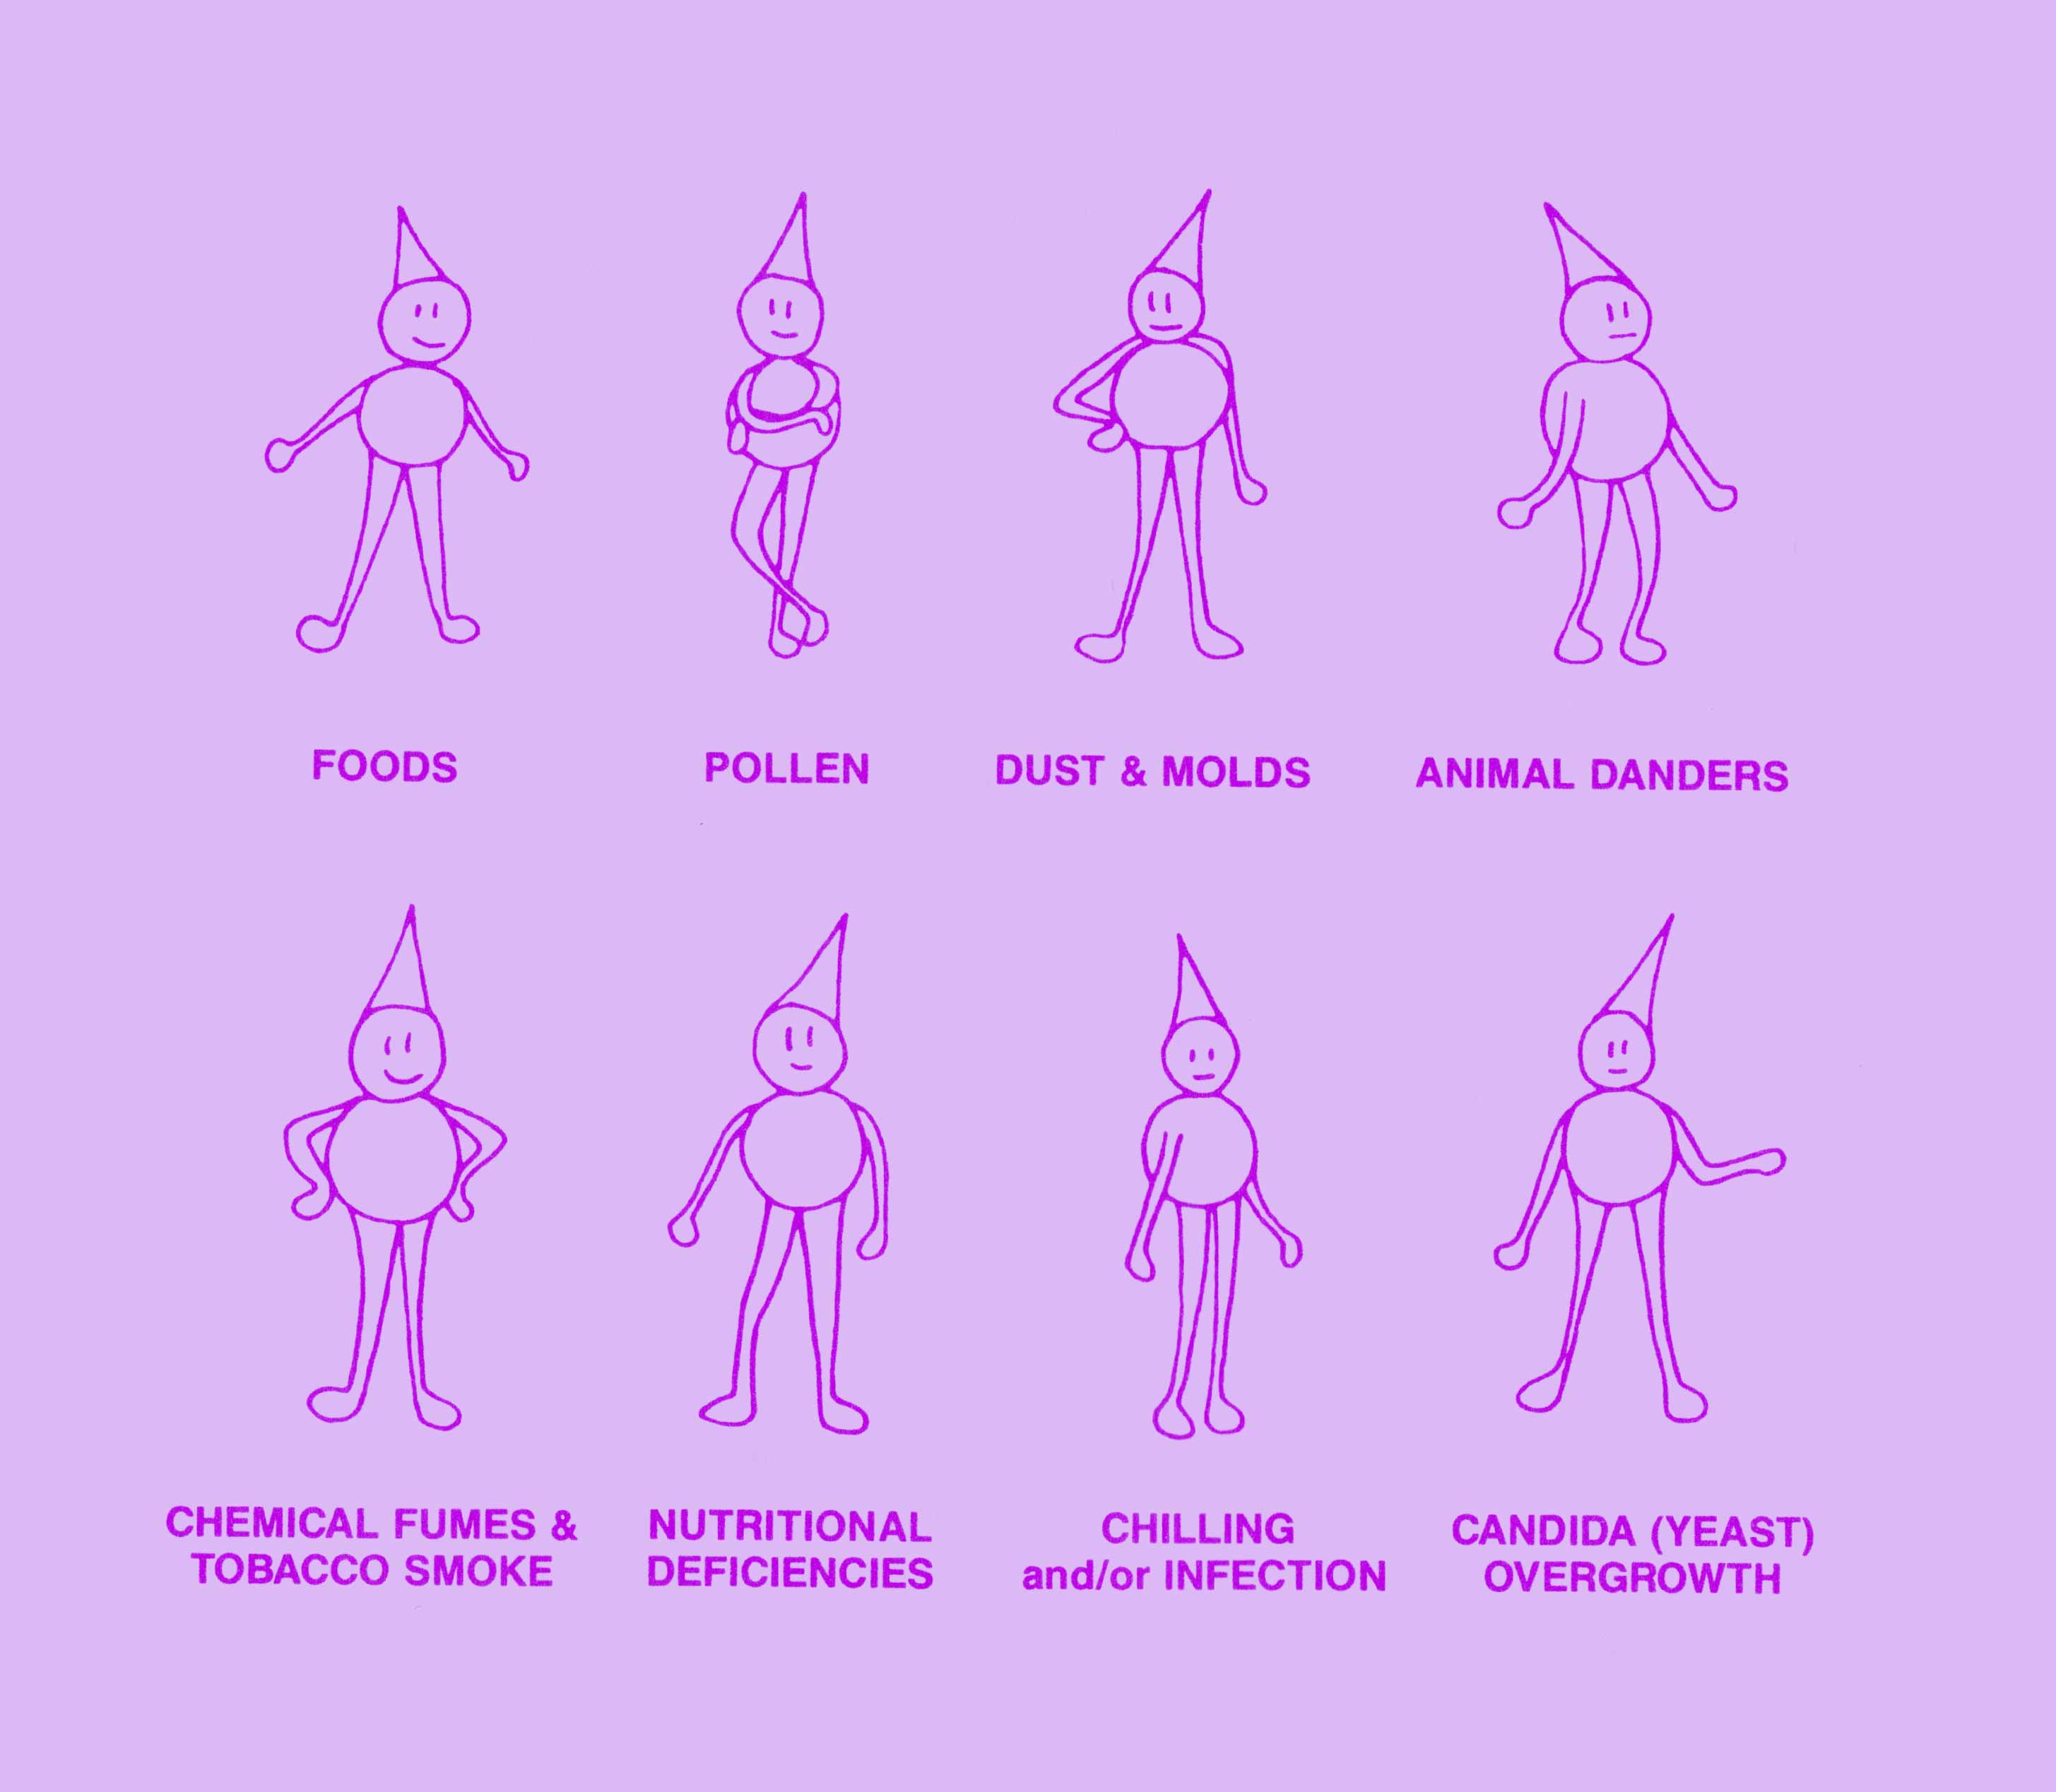 FOODS
POLLEN
DUST & MOLDS
ANIMAL DANDERS
CHEMICAL FUMES &
TOBACCO SMOKE
NUTRITIONAL
DEFICIENCIES
CHILLING
and/or INFECTION
CANDIDA (YEAST)
OVERGROWTH